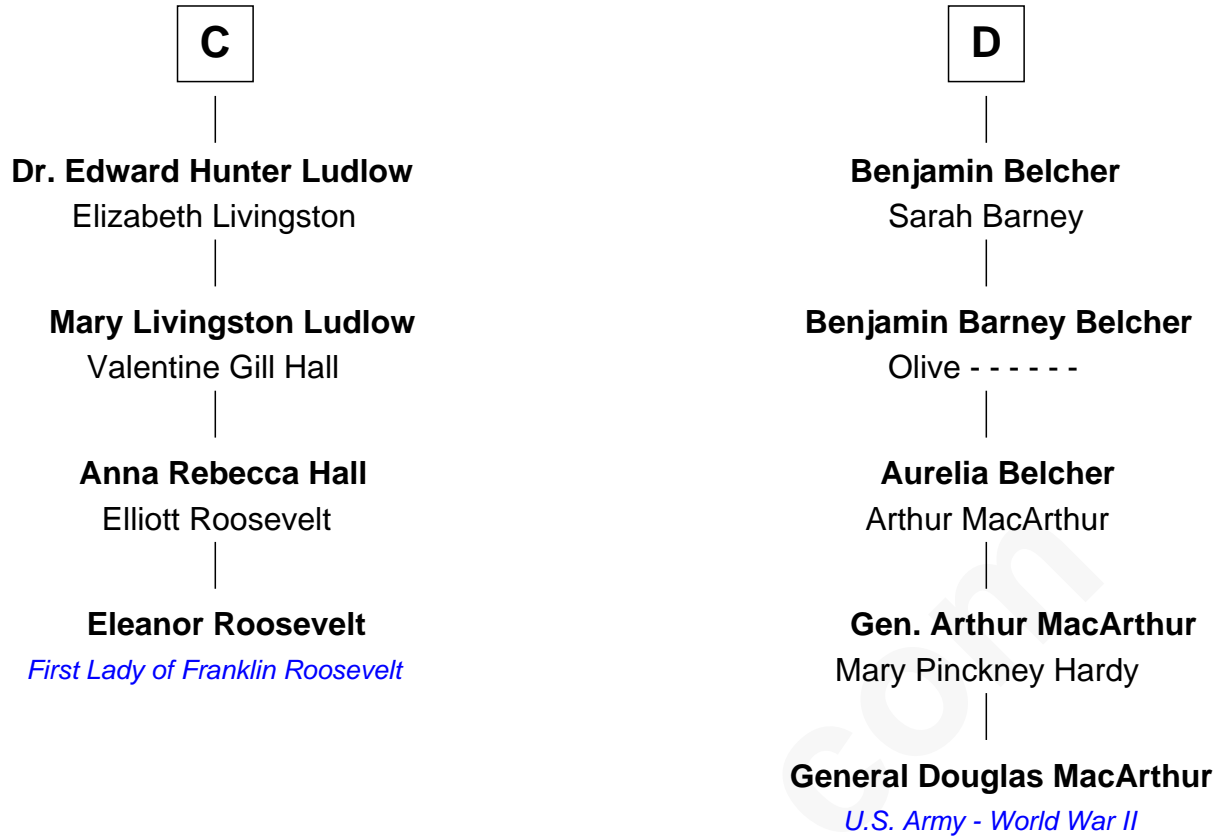 C
Dr. Edward Hunter Ludlow
Elizabeth Livingston
Mary Livingston Ludlow
Valentine Gill Hall
Anna Rebecca Hall
Elliott Roosevelt
Eleanor Roosevelt
First Lady of Franklin Roosevelt
D
Benjamin Belcher
Sarah Barney
Benjamin Barney Belcher
Olive - - - - - -
Aurelia Belcher
Arthur MacArthur
Gen. Arthur MacArthur
Mary Pinckney Hardy
General Douglas MacArthur
U.S. Army - World War II
com